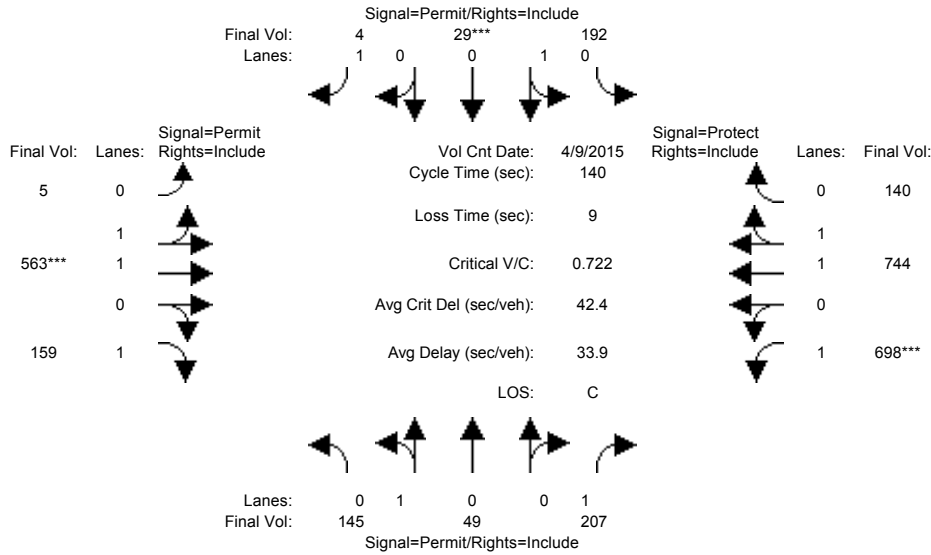 Signal=Permit/Rights=Include
Final Vol: 4 29*** 192
Lanes: 1 0 0 1 0
Signal=Permit Signal=Protect
Final Vol: Lanes: Rights=Include Vol Cnt Date: 4/9/2015 Rights=Include Lanes: Final Vol:
Cycle Time (sec): 140
5 0 0 140
Loss Time (sec): 9
1 1
563*** 1 Critical V/C: 0.722 1 744
0 Avg Crit Del (sec/veh): 42.4 0
159 1 Avg Delay (sec/veh): 33.9 1 698***
LOS: C
Lanes: 0 1 0 0 1
Final Vol: 145 49 207
Signal=Permit/Rights=Include